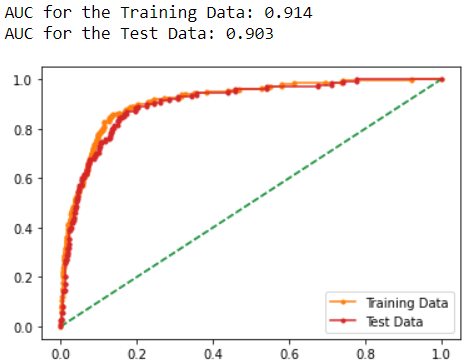 AUC for the Training Data: 0.914
AUC for the Test Data: 0.903
1.0
0.8
0.6
0.4
0.2
0.0
0.0 0.2 0.4 0.6 0.8 1.0
Training Data
Test Data